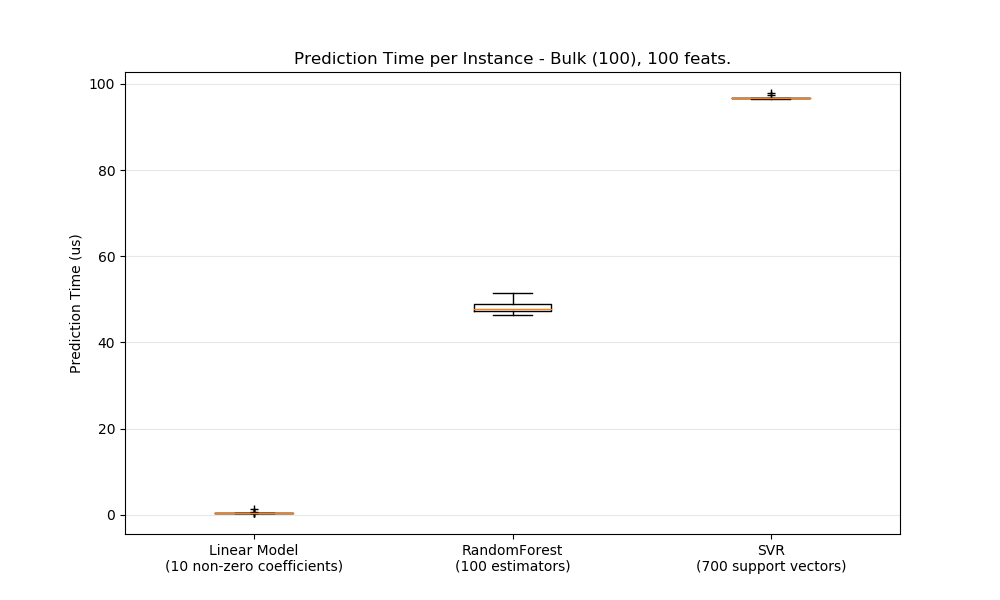 Prediction Time per Instance - Bulk (100), 100 feats.
Prediction Time (us)
100
80
60
40
20
0
Linear Model
(10 non-zero coefficients)
RandomForest
(100 estimators)
SVR
(700 support vectors)